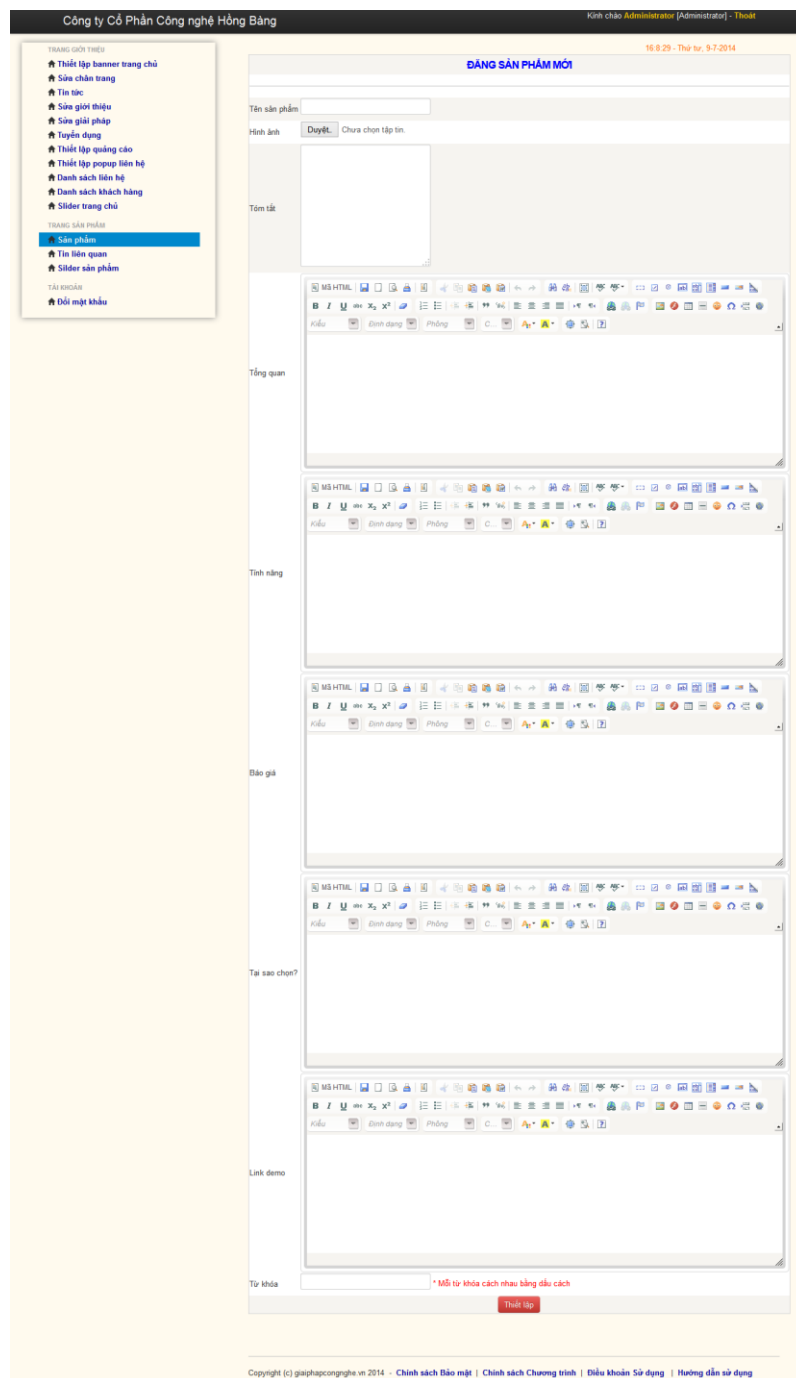 Công ty Cổ Phần Công nghệ Hồng Bàng
Kính chào Administrator [Administrator] - Thoát
16:8:29 - Thứ tư, 9-7-2014
TRANG GIỚI THIỆU
Thiết lập banner trang chủ
Sửa chân trang
Tin tức
Sửa giới thiệu
Sửa giải pháp
Tuyển dụng
Thiết lập quảng cáo
Thiết lập popup liên hệ
Danh sách liên hệ
Danh sách khách hàng
Slider trang chủ
TRANG SẢN PHẨM
Sản phẩm
Tin liên quan
Silder sản phẩm
TÀI KHOẢN
Đổi mật khẩu
ĐĂNG SẢN PHẨM MỚI
Tên sản phẩm
Hình ảnh Duyệt.. Chưa chọn tập tin.
Tóm tắt
Tổng quan
Mã HTML
Kiểu Định dạng Phông C...
Tính năng
Mã HTML
Kiểu Định dạng Phông C...
Báo giá
Mã HTML
Kiểu Định dạng Phông C...
Tại sao chọn?
Mã HTML
Kiểu Định dạng Phông C...
Link demo
Mã HTML
Kiểu Định dạng Phông C...
Từ khóa * Mỗi từ khóa cách nhau bằng dấu cách
Thiết lập
Copyright (c) giaiphapcongnghe.vn 2014 - Chính sách Bảo mật | Chính sách Chương trình | Điều khoản Sử dụng | Hướng dẫn sử dụng